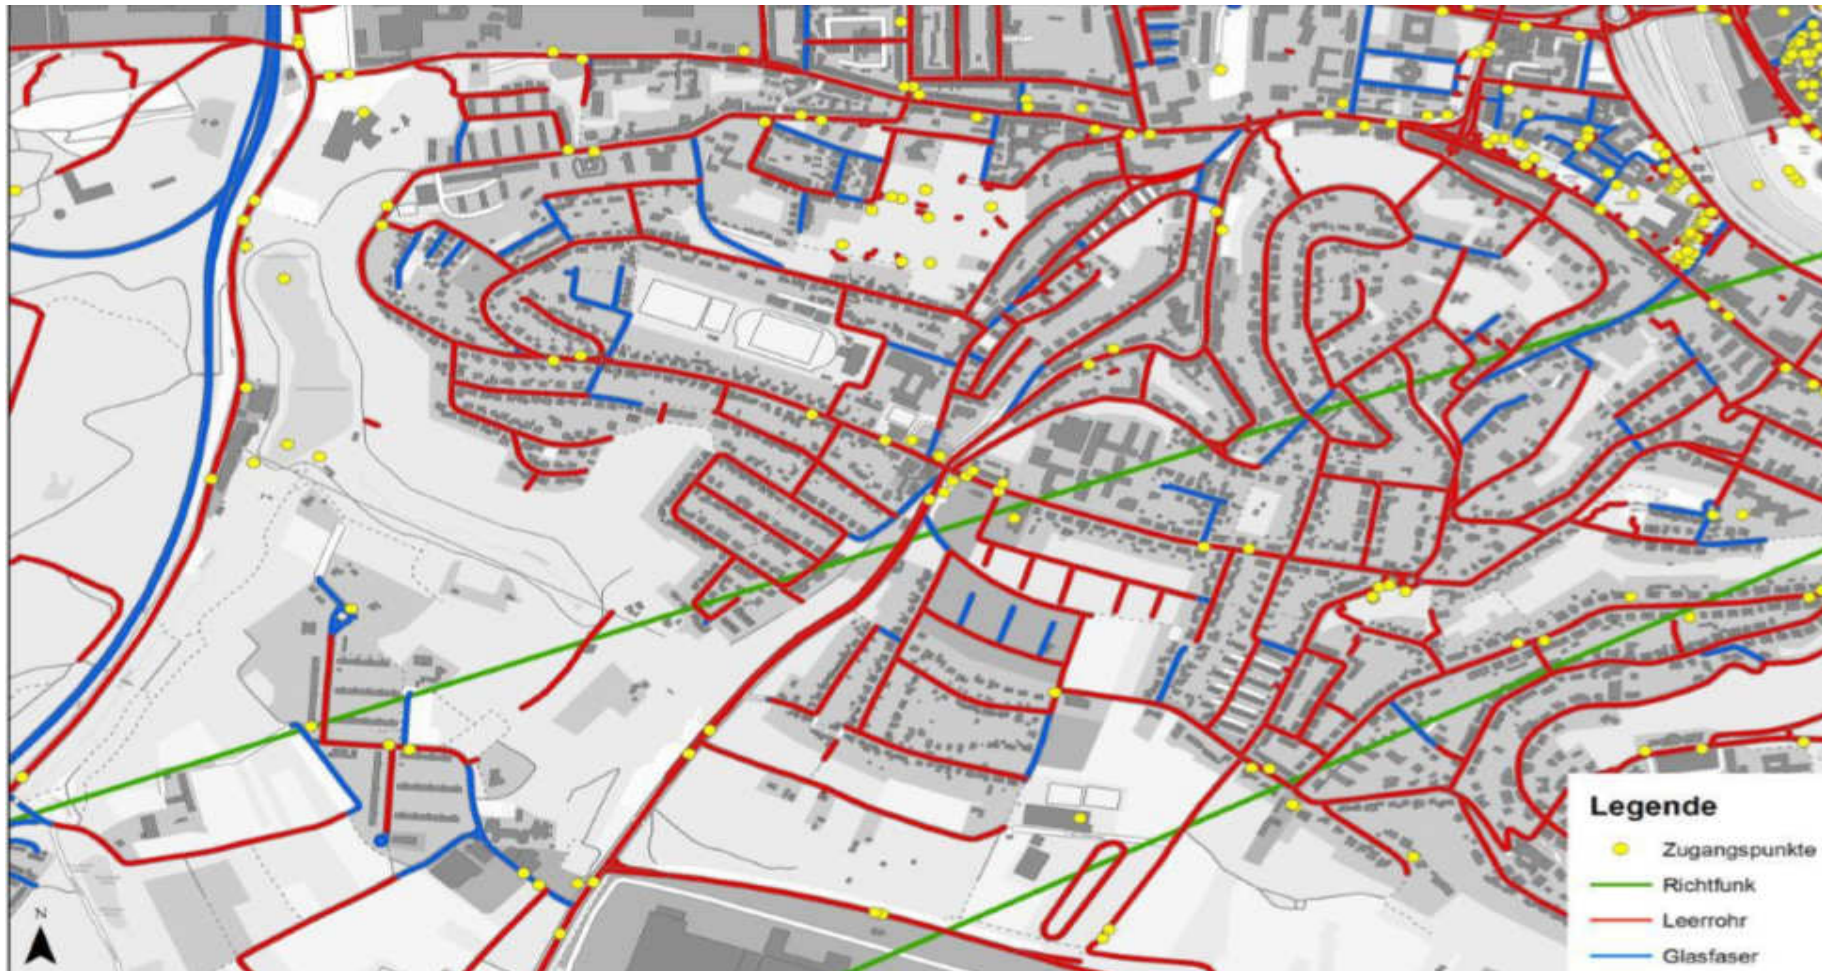 N
Legende
Zugangspunkte
Richtfunk
Leerrohr
Glasfaser